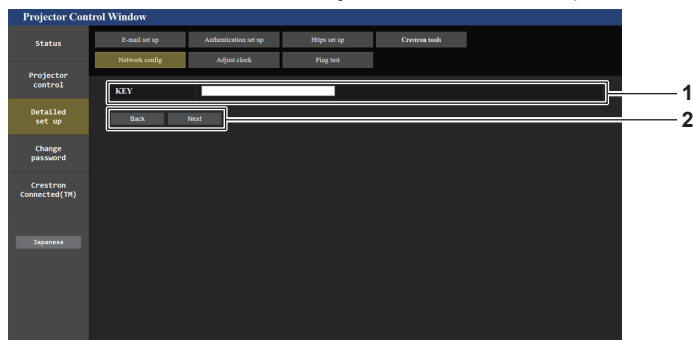 Projector Control Window
Status
E-mail set up
Authentication set up
Https set up
Crestron tools
Network config
Adjust clock
Ping test
Projector
control
KEY
1
Back
Next
2
Detailed
set up
Change
password
Crestron
Connected(TM)
Japanese